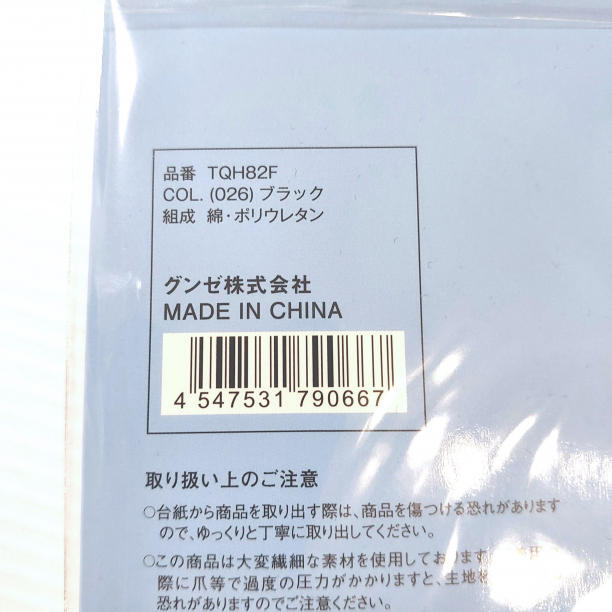 品番 TQH82F
COL. (026) ブラック
組成 綿・ポリウレタン
グンゼ株式会社
MADE IN CHINA
4 547531 790667
取り扱い上のご注意
○台紙から商品を取り出す際は、商品を傷つける恐れがあります
ので、ゆっくりと丁寧に取り出してください。
○この商品は大変繊細な素材を使用しております
際に爪等で過度の圧力がかかりますと、生地
恐れがありますのでご注意ください。